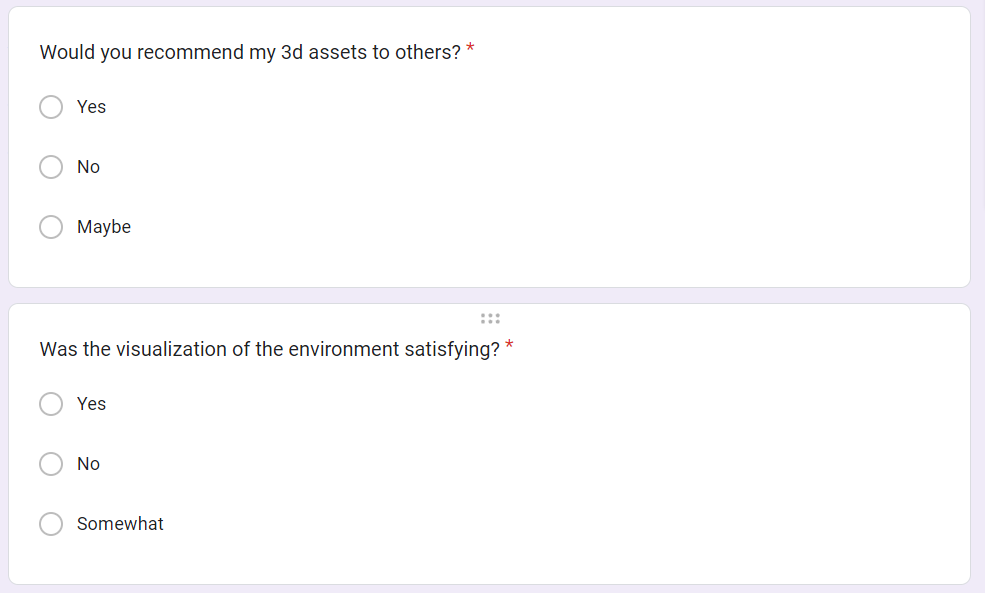 Would you recommend my 3d assets to others? *
Yes
No
Maybe
Was the visualization of the environment satisfying? *
Yes
No
Somewhat